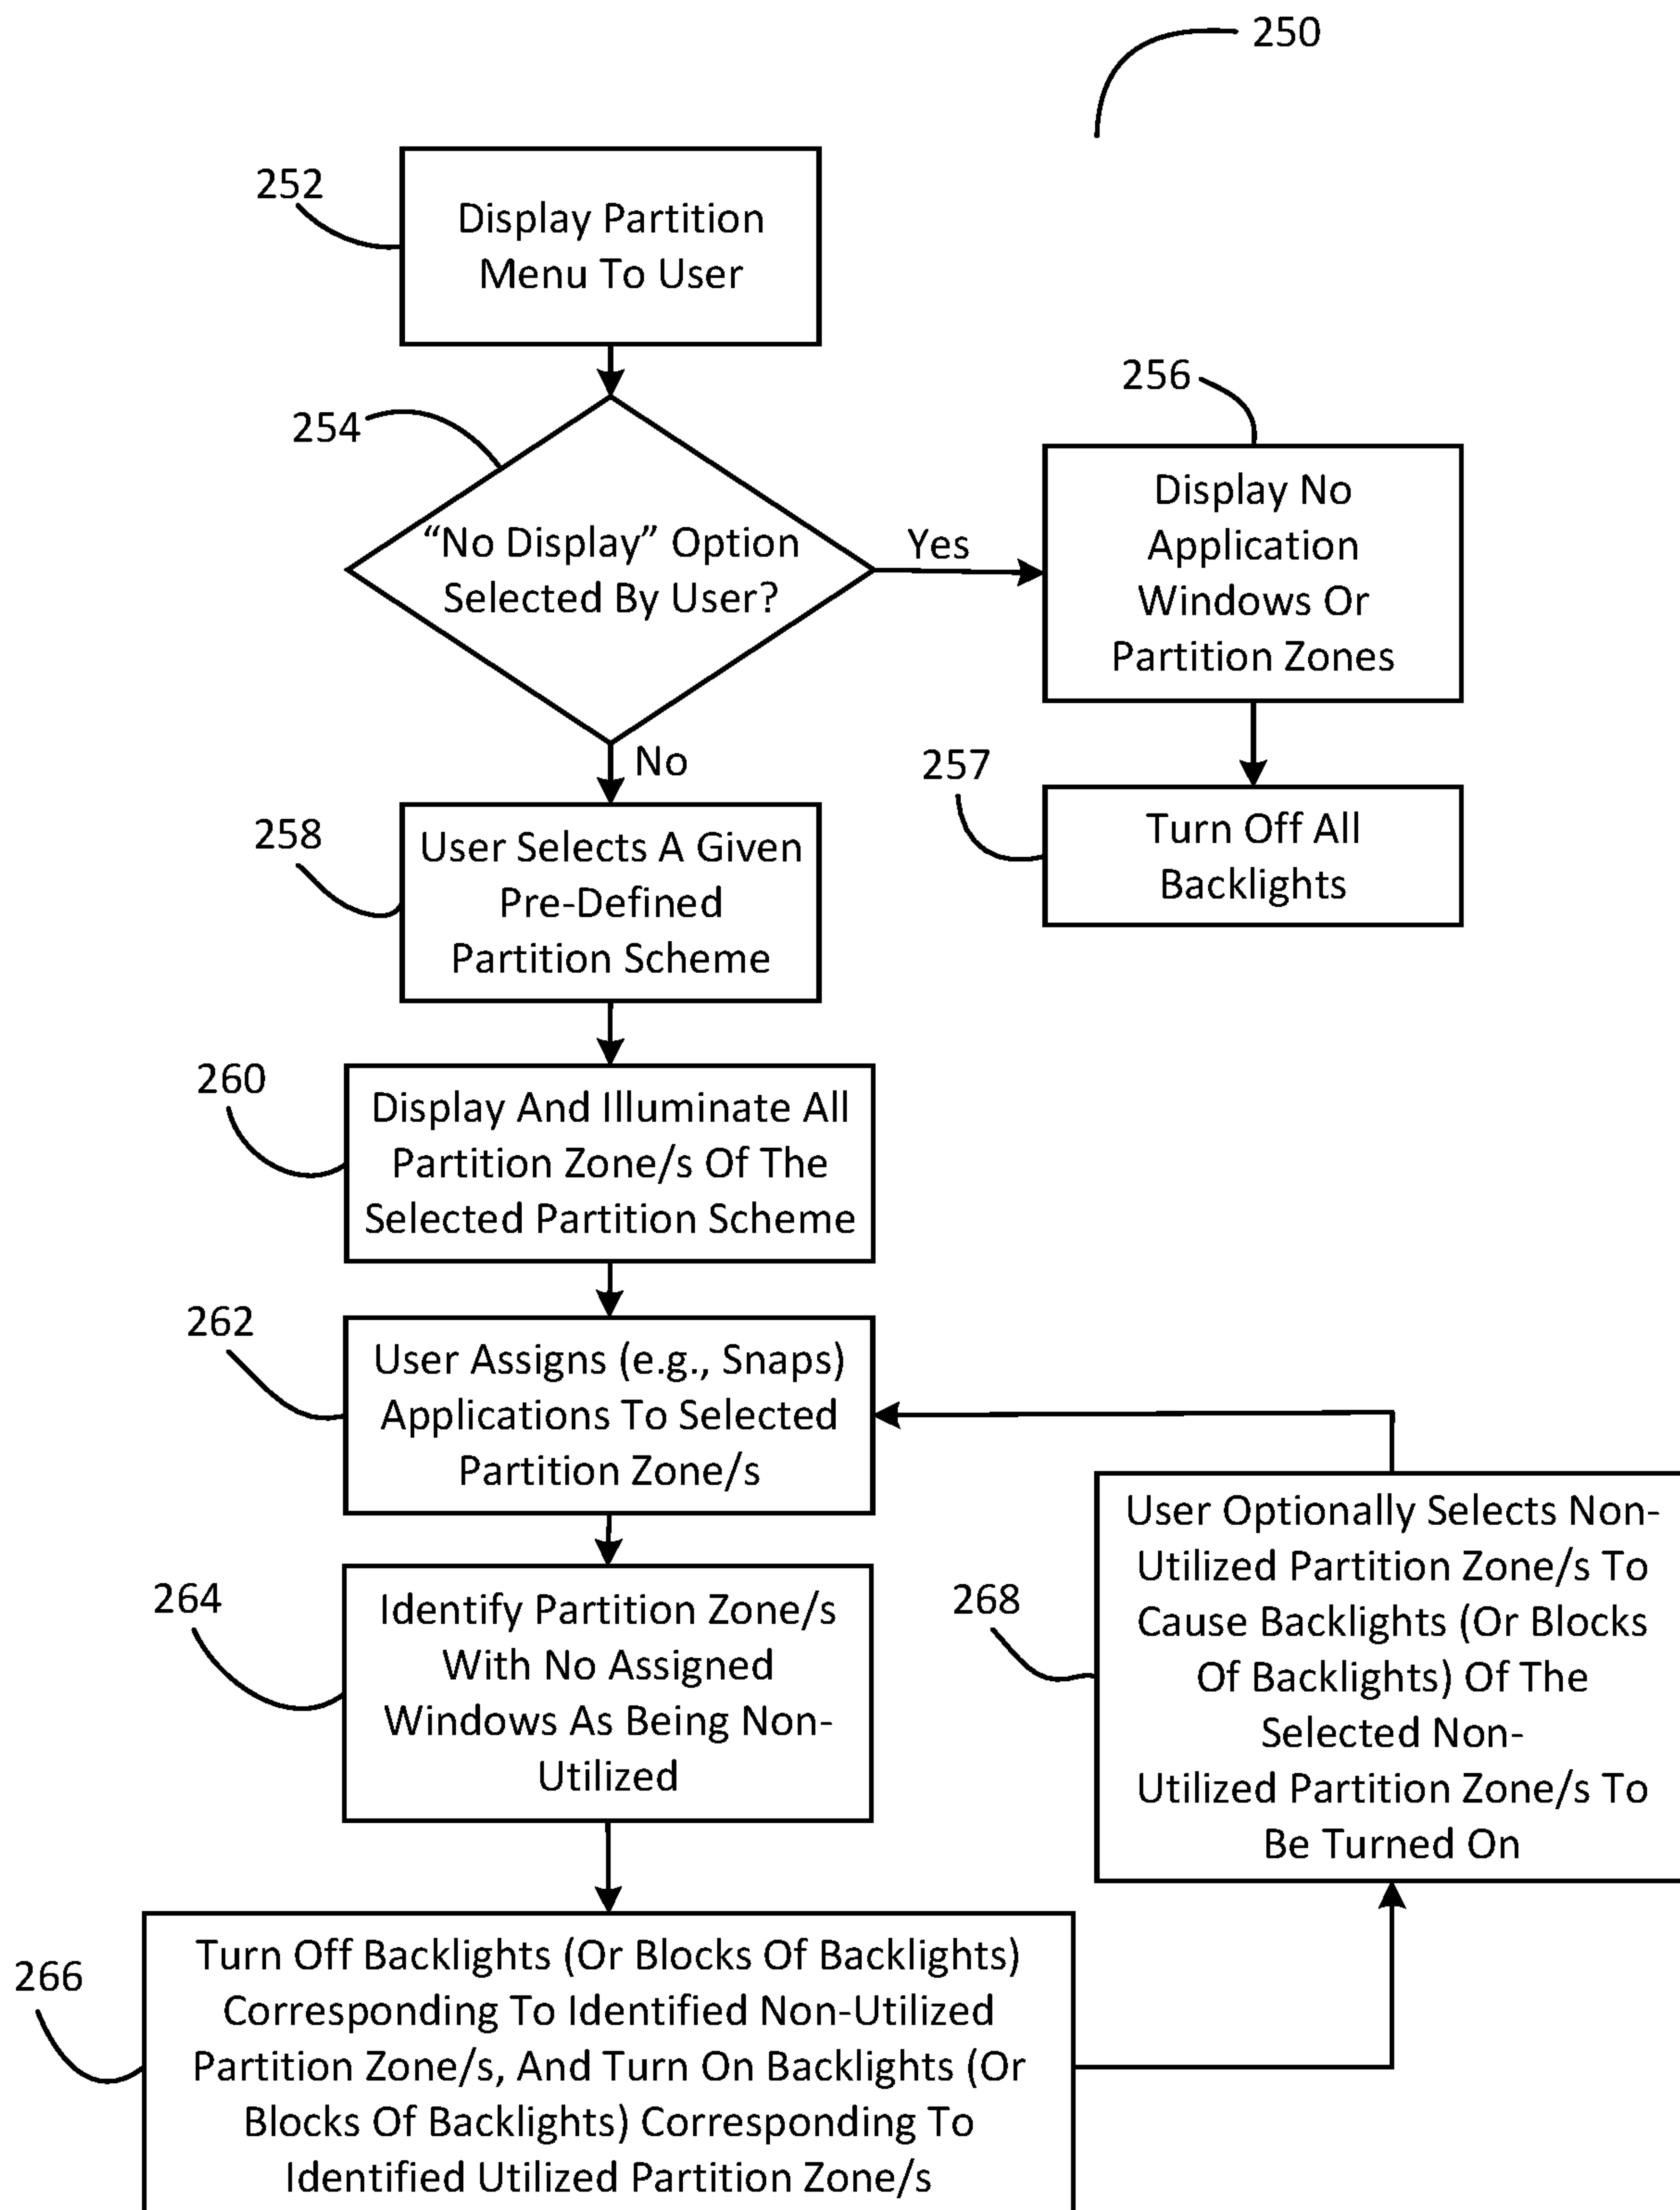 250
252
Display Partition
Menu To User
254
“No Display” Option
Selected By User?
Yes
256
Display No
Application
Windows Or
Partition Zones
257
Turn Off All
Backlights
No
258
User Selects A Given
Pre-Defined
Partition Scheme
260
Display And Illuminate All
Partition Zone/s Of The
Selected Partition Scheme
262
User Assigns (e.g., Snaps)
Applications To Selected
Partition Zone/s
264
Identify Partition Zone/s
With No Assigned
Windows As Being Non-
Utilized
268
User Optionally Selects Non-
Utilized Partition Zone/s To
Cause Backlights (Or Blocks
Of Backlights) Of The
Selected Non-
Utilized Partition Zone/s To
Be Turned On
266
Turn Off Backlights (Or Blocks Of Backlights)
Corresponding To Identified Non-Utilized
Partition Zone/s, And Turn On Backlights (Or
Blocks Of Backlights) Corresponding To
Identified Utilized Partition Zone/s